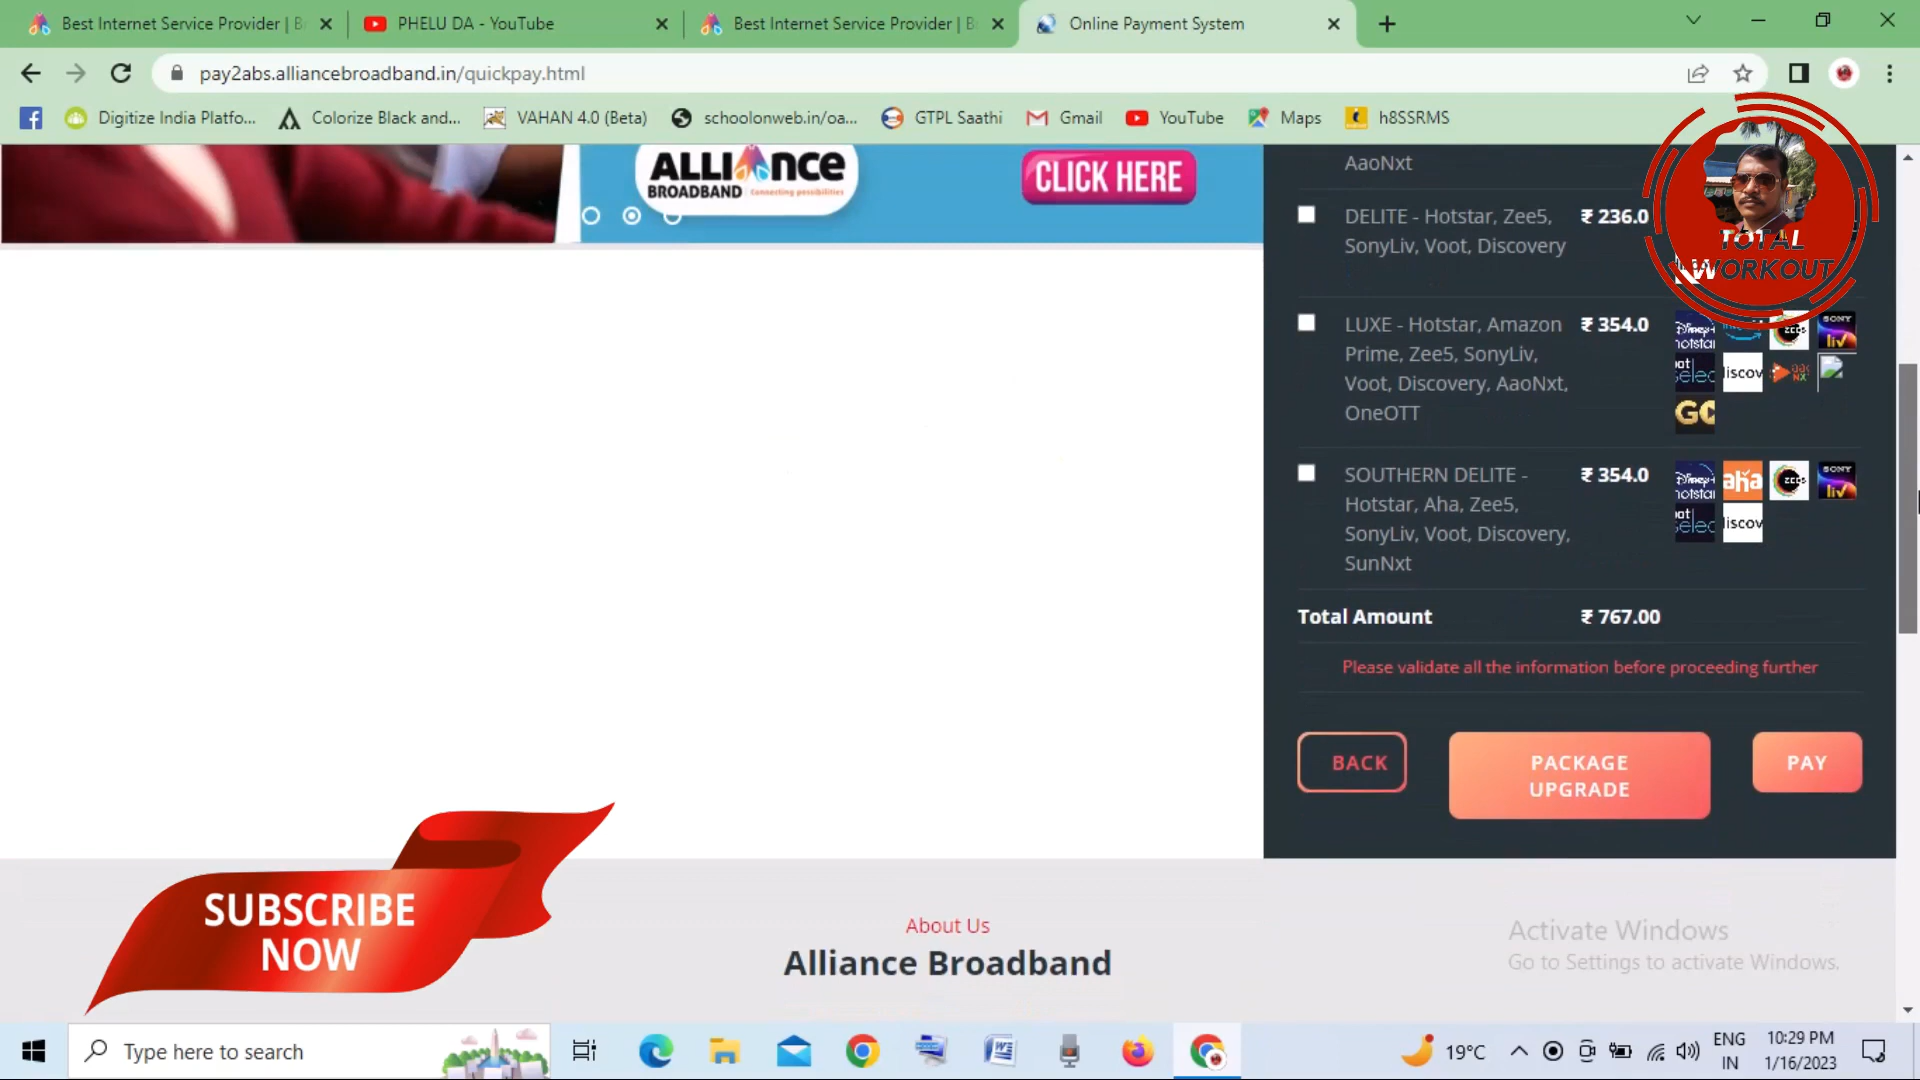 Best Internet Service Provider | B
PHELU DA - YouTube
Best Internet Service Provider | B
Online Payment System
pay2abs.alliancebroadband.in/quickpay.html
Digitize India Platfo...
Colorize Black and...
VAHAN 4.0 (Beta)
schoolonweb.in/oa...
GTPL Saathi
Gmail
YouTube
Maps
h8SSRMS
ALLIANCE
BROADBAND | Connecting possibilities
CLICK HERE
TOTAL
WORKOUT
AaoNxt
DELITE - Hotstar, Zee5, ₹ 236.0
SonyLiv, Voot, Discovery
LUXE - Hotstar, Amazon ₹ 354.0
Prime, Zee5, SonyLiv,
Voot, Discovery, AaoNxt,
OneOTT
SOUTHERN DELITE - ₹ 354.0
Hotstar, Aha, Zee5,
SonyLiv, Voot, Discovery,
SunNxt
Total Amount ₹ 767.00
Please validate all the information before proceeding further
BACK
PACKAGE
UPGRADE
PAY
SUBSCRIBE
NOW
About Us
Alliance Broadband
Activate Windows
Go to Settings to activate Windows.
Type here to search
19°C
ENG
IN
10:29 PM
1/16/2023